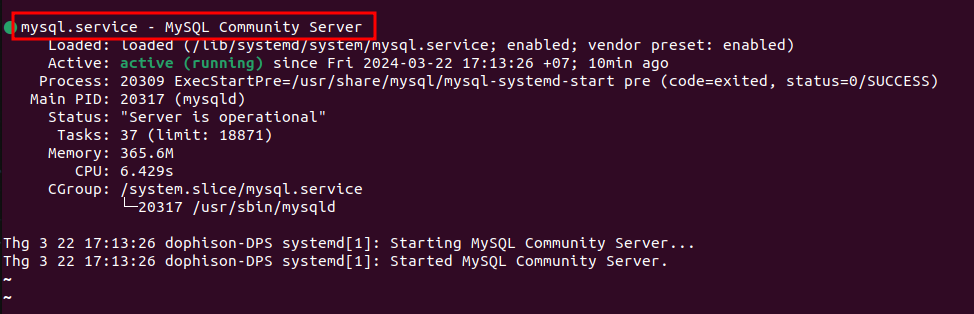 ● mysql.service - MySQL Community Server
Loaded: loaded (/lib/systemd/system/mysql.service; enabled; vendor preset: enabled)
Active: active (running) since Fri 2024-03-22 17:13:26 +07; 10min ago
Process: 20309 ExecStartPre=/usr/share/mysql/mysql-systemd-start pre (code=exited, status=0/SUCCESS)
Main PID: 20317 (mysqld)
Status: "Server is operational"
Tasks: 37 (limit: 18871)
Memory: 365.6M
CPU: 6.429s
CGroup: /system.slice/mysql.service
└─20317 /usr/sbin/mysqld
Thg 3 22 17:13:26 dophison-DPS systemd[1]: Starting MySQL Community Server...
Thg 3 22 17:13:26 dophison-DPS systemd[1]: Started MySQL Community Server.
~
~